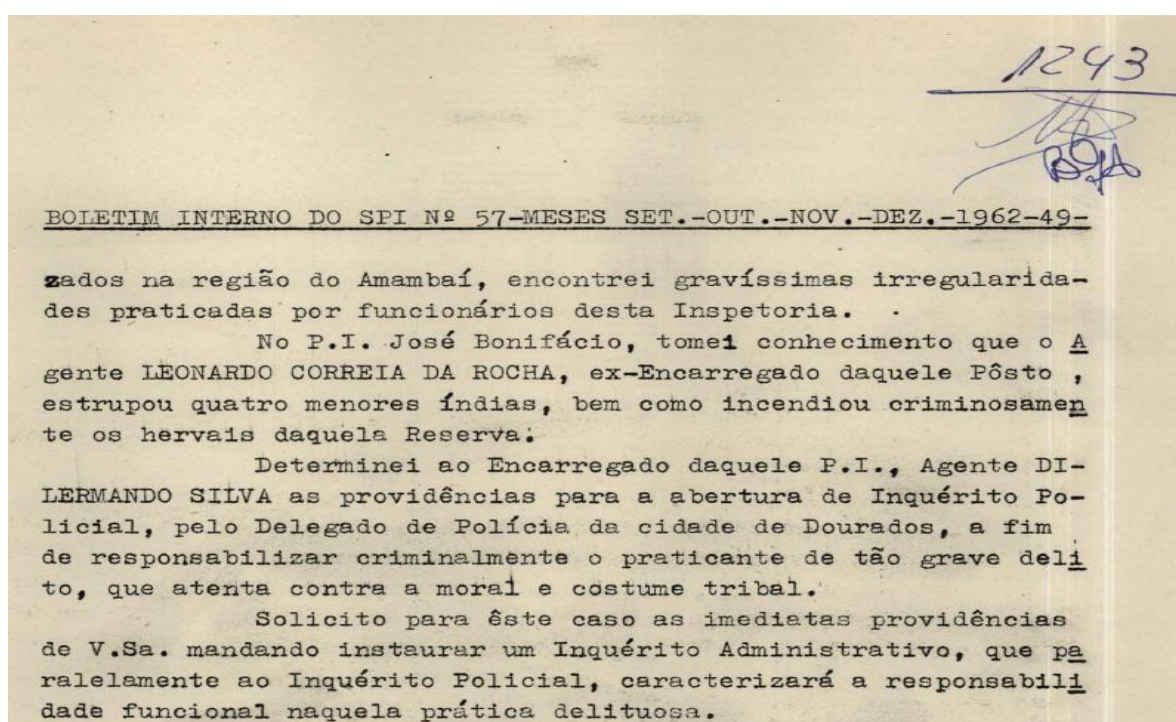 1243
BOLETIM INTERNO DO SPI Nº 57-MESES SET.-OUT.-NOV.-DEZ.-1962-49-
zados na região do Amambaí, encontrei gravíssimas irregularida-
des praticadas por funcionários desta Inspetoria.
No P.I. José Bonifácio, tomei conhecimento que o A
gente LEONARDO CORREIA DA ROCHA, ex-Encarregado daquele Pôsto ,
estrupou quatro menores índias, bem como incendiou criminosamen
te os hervais daquela Reserva.
Determinei ao Encarregado daquele P.I., Agente DI-
LERMANDO SILVA as providências para a abertura de Inquérito Po-
licial, pelo Delegado de Polícia da cidade de Dourados, a fim
de responsabilizar criminalmente o praticante de tão grave deli
to, que atenta contra a moral e costume tribal.
Solicito para êste caso as imediatas providências
de V.Sa. mandando instaurar um Inquérito Administrativo, que pa
ralelamente ao Inquérito Policial, caracterizará a responsabili
dade funcional naquela prática delituosa.